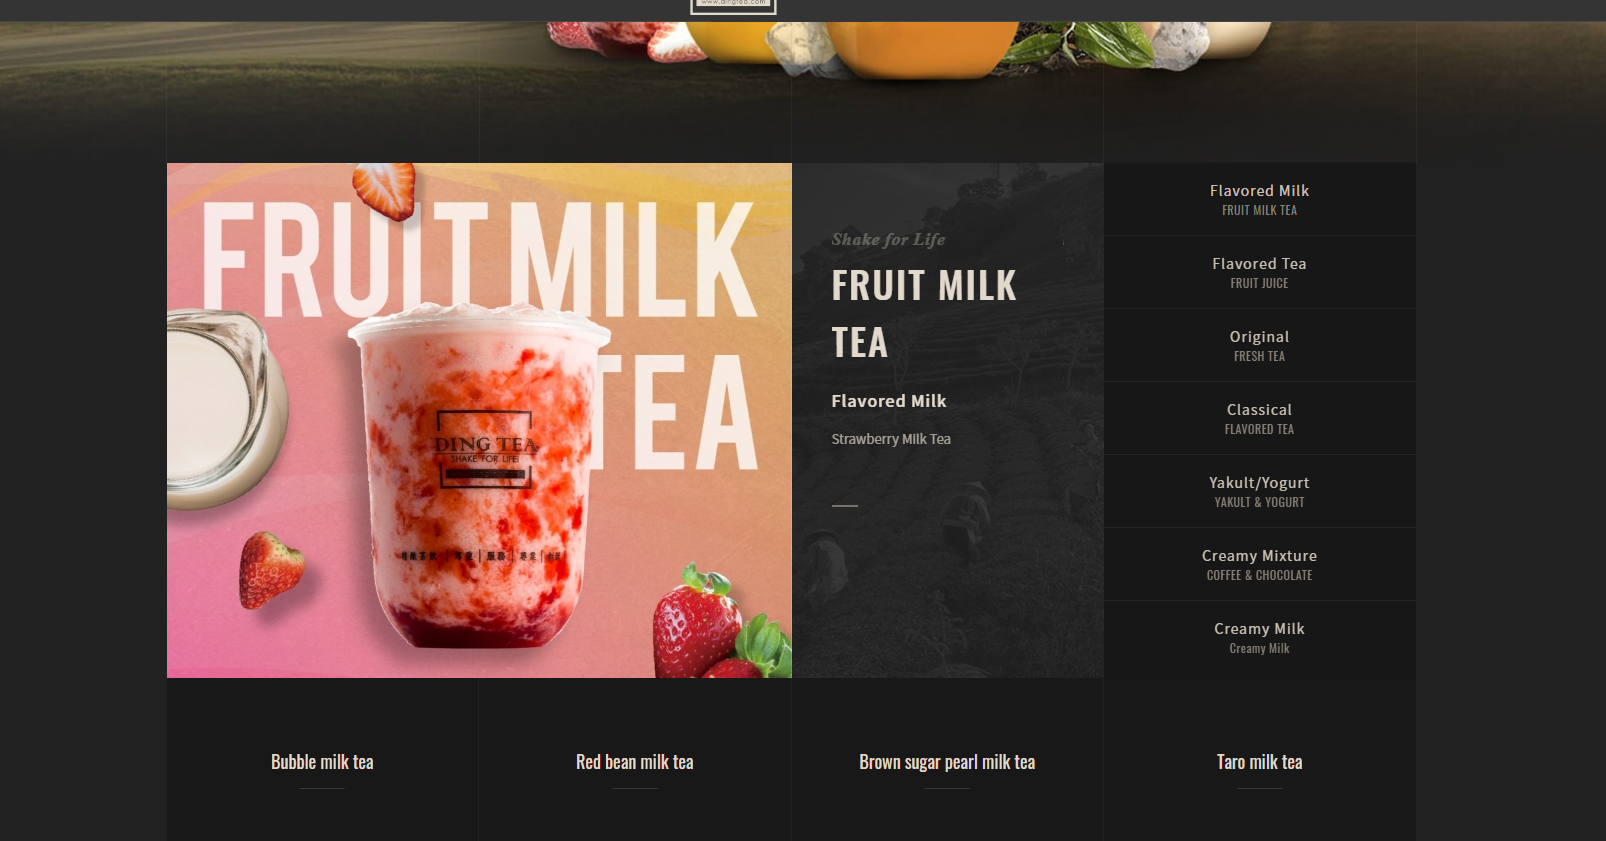 www.dingtea.com
FRUIT MILK
TEA
DING TEA
SHAKE FOR LIFE!
Shake for Life
FRUIT MILK
TEA
Flavored Milk
Strawberry Milk Tea
Flavored Milk
FRUIT MILK TEA
Flavored Tea
FRUIT JUICE
Original
FRESH TEA
Classical
FLAVORED TEA
Yakult/Yogurt
YAKULT & YOGURT
Creamy Mixture
COFFEE & CHOCOLATE
Creamy Milk
Creamy Milk
Bubble milk tea
Red bean milk tea
Brown sugar pearl milk tea
Taro milk tea